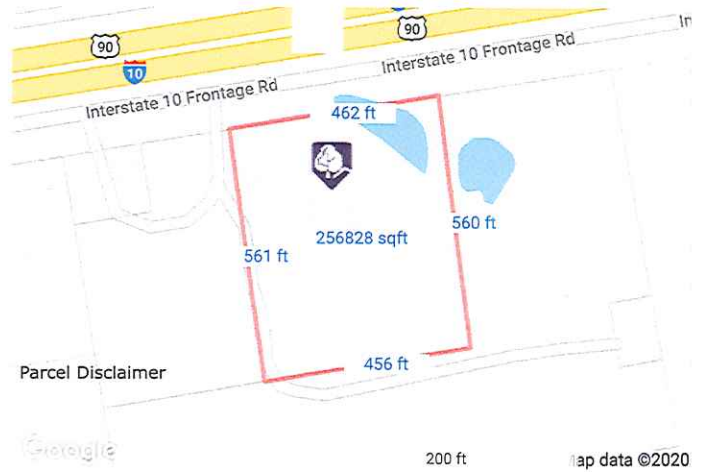 90
90
In
10
Interstate 10 Frontage Rd
Interstate 10 Frontage Rd
462 ft
256828 sqft
560 ft
561 ft
456 ft
Parcel Disclaimer
Google
200 ft
ap data ©2020